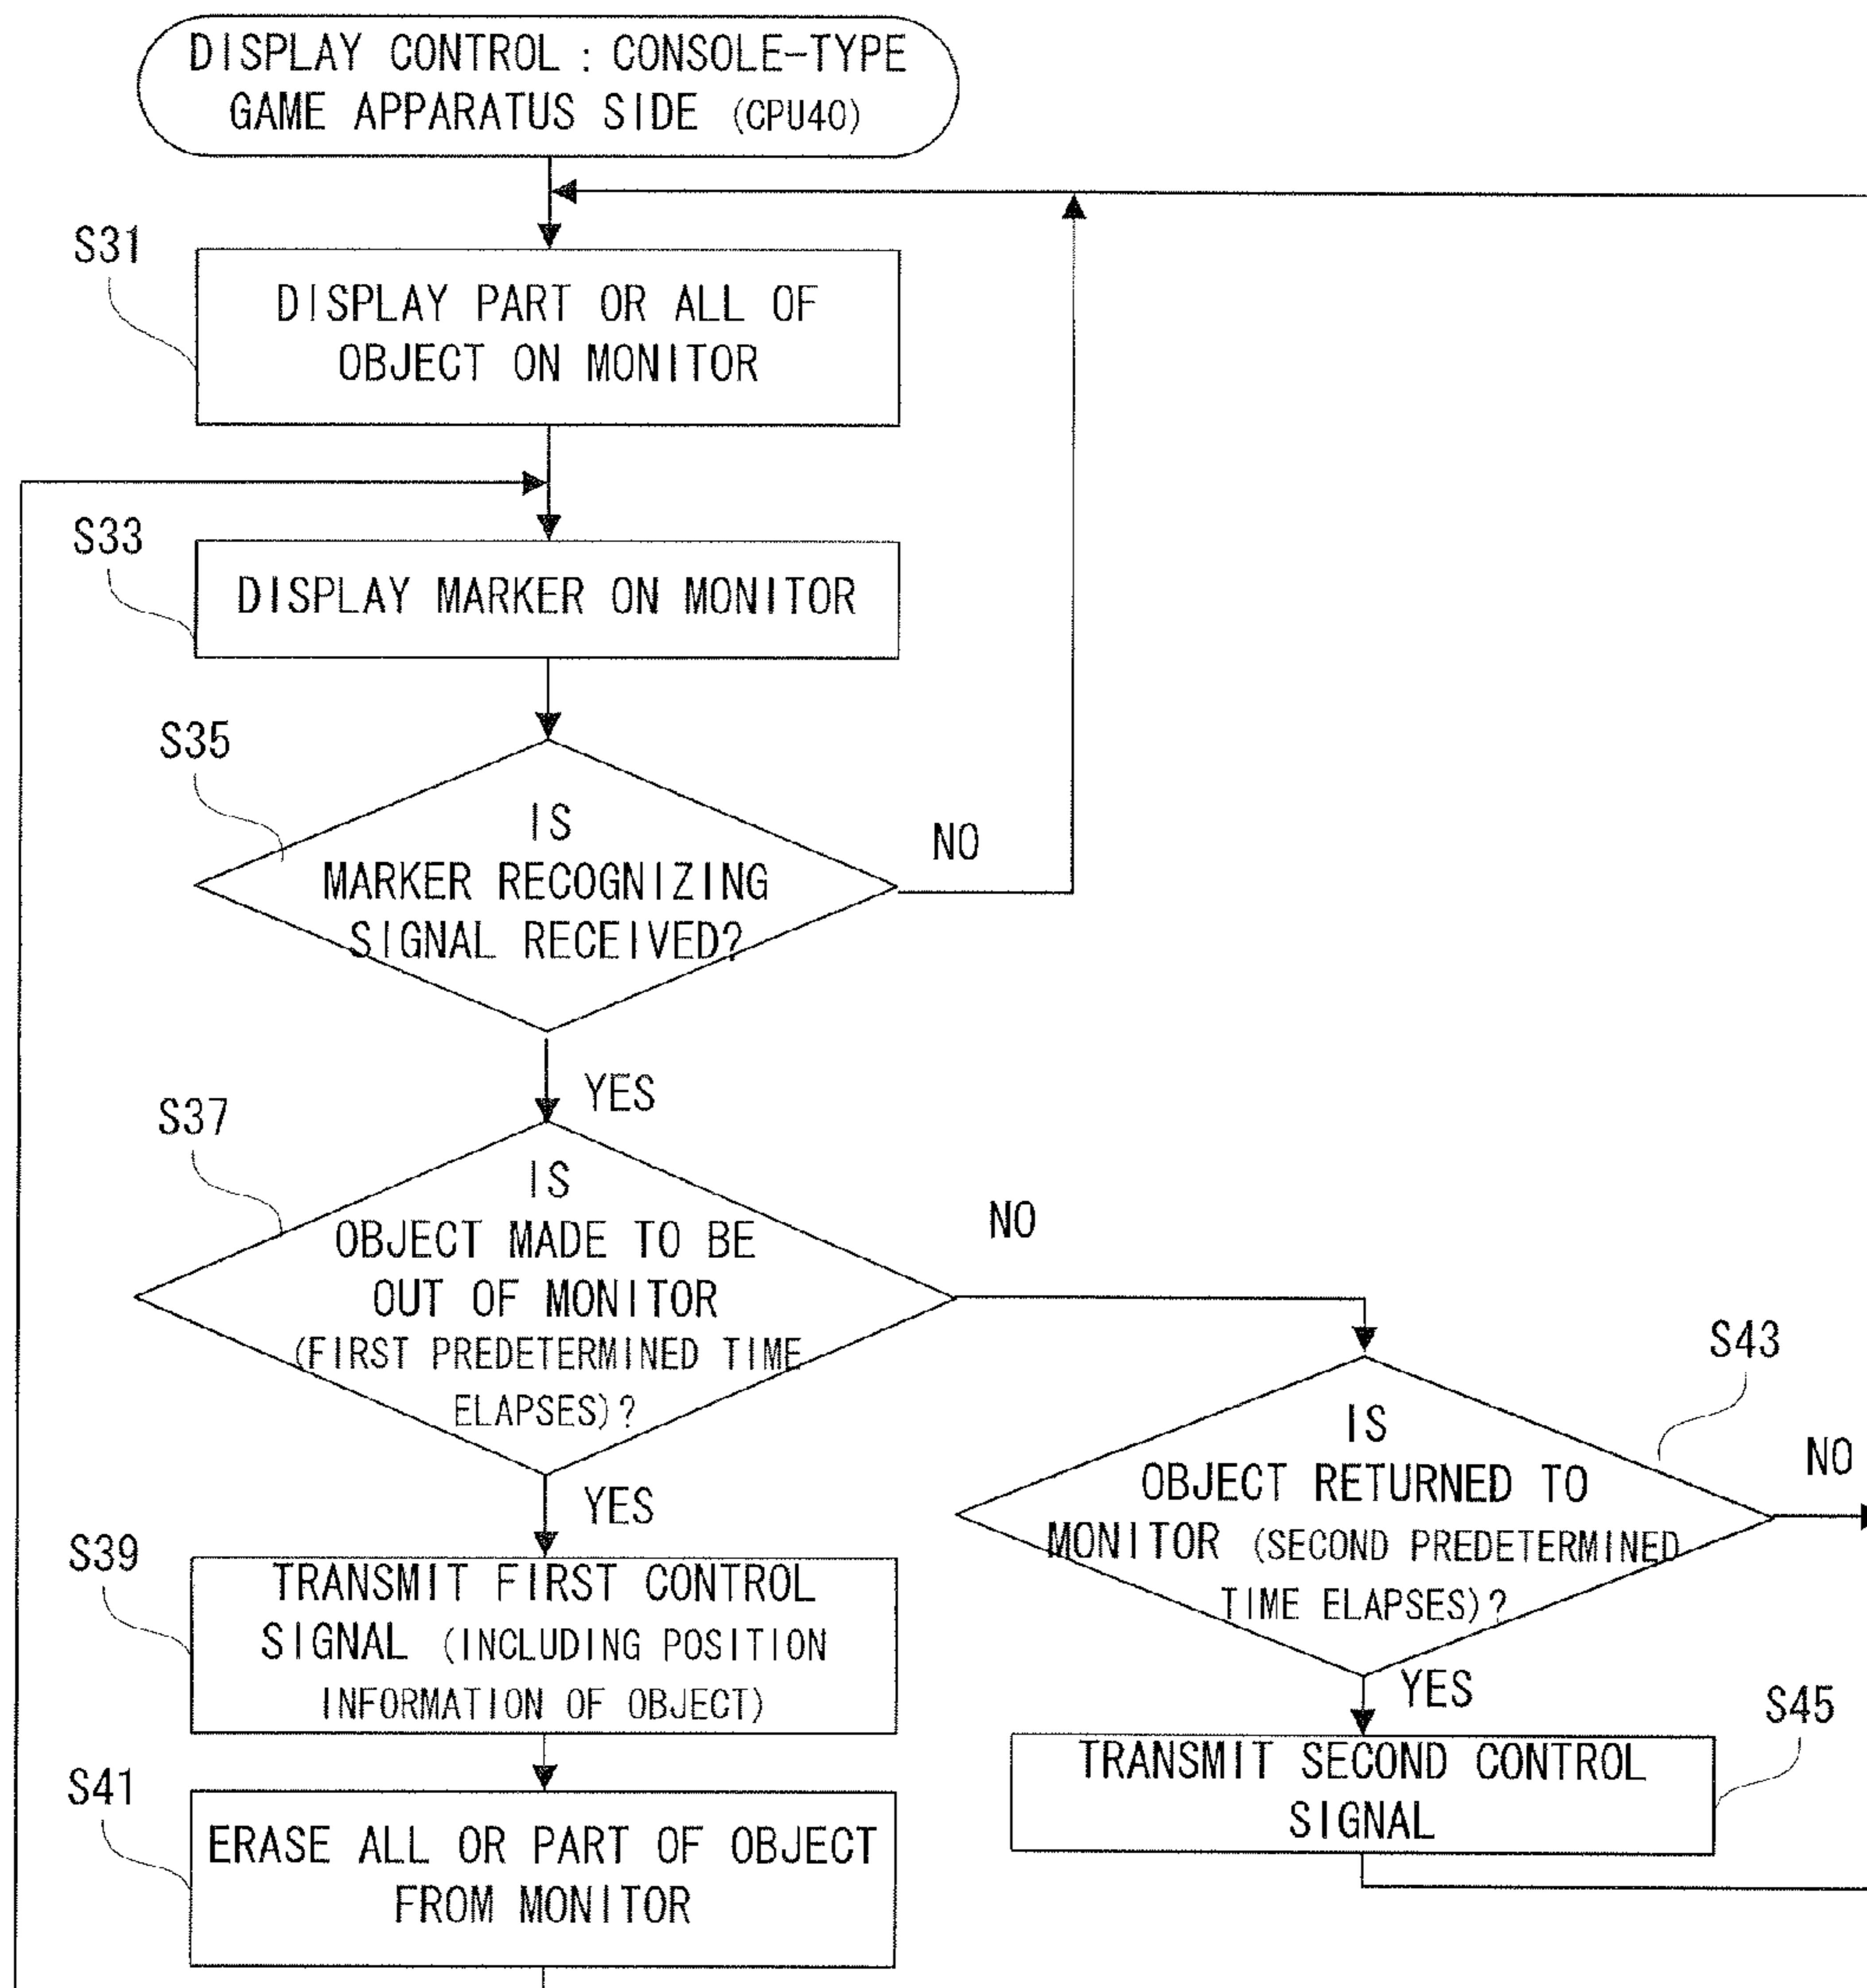 DISPLAY CONTROL : CONSOLE-TYPE
GAME APPARATUS SIDE (CPU40)
S31
DISPLAY PART OR ALL OF
OBJECT ON MONITOR
S33
DISPLAY MARKER ON MONITOR
S35
IS
MARKER RECOGNIZING
SIGNAL RECEIVED?
NO
YES
S37
IS
OBJECT MADE TO BE
OUT OF MONITOR
(FIRST PREDETERMINED TIME
ELAPSES)?
NO
YES
S43
IS
OBJECT RETURNED TO
MONITOR (SECOND PREDETERMINED
TIME ELAPSES)?
NO
YES
S39
TRANSMIT FIRST CONTROL
SIGNAL (INCLUDING POSITION
INFORMATION OF OBJECT)
S45
TRANSMIT SECOND CONTROL
SIGNAL
S41
ERASE ALL OR PART OF OBJECT
FROM MONITOR